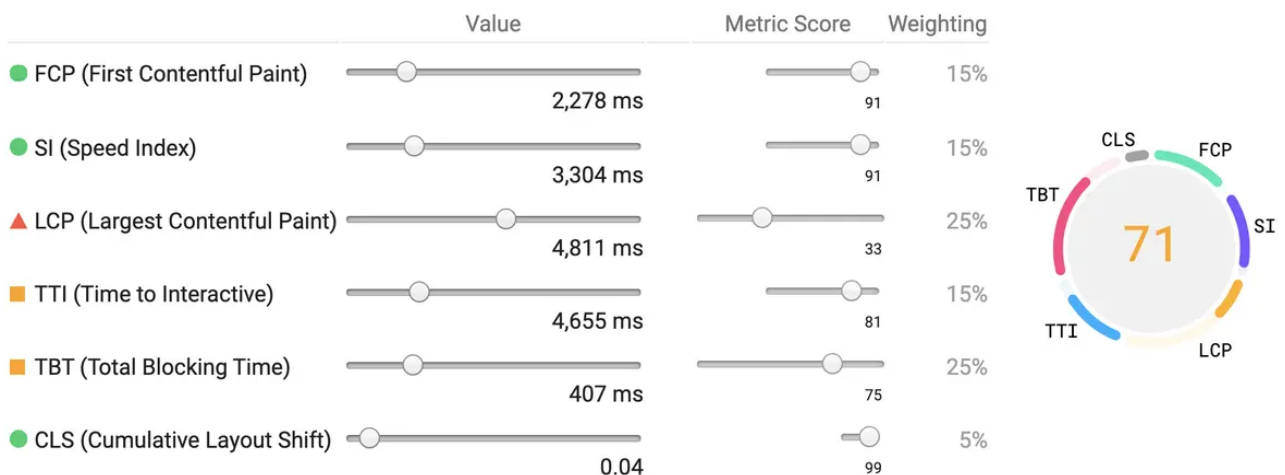 Value Metric Score Weighting
FCP (First Contentful Paint) 15%
2,278 ms 91
SI (Speed Index) 15%
3,304 ms 91
LCP (Largest Contentful Paint) 25%
4,811 ms 33
TTI (Time to Interactive) 15%
4,655 ms 81
TBT (Total Blocking Time) 25%
407 ms 75
CLS (Cumulative Layout Shift) 5%
0.04 99
CLS FCP
TBT SI
71
TTI LCP